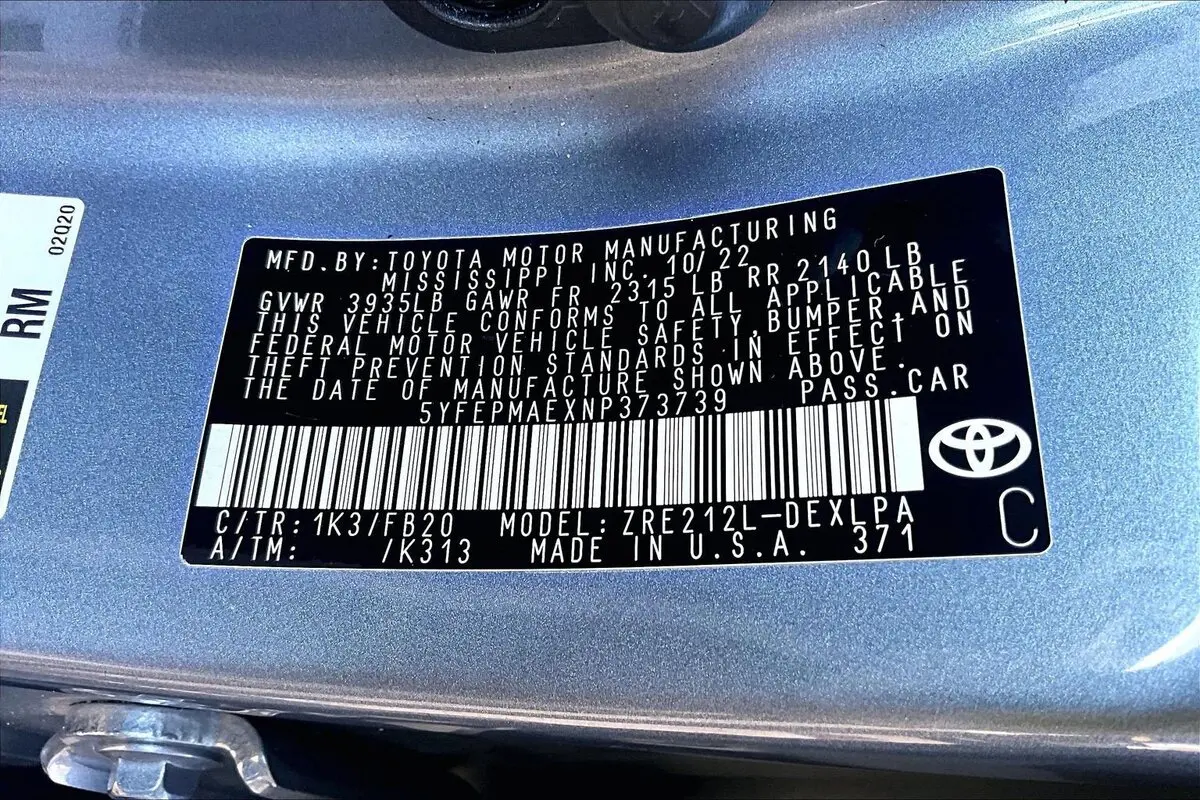 02Q20
RM
MFD.BY:TOYOTA MOTOR MANUFACTURING
MISSISSIPPI INC. 10/22
GVWR 3935LB GAWR FR 2315 LB RR 2140 LB
THIS VEHICLE CONFORMS TO ALL APPLICABLE
FEDERAL MOTOR VEHICLE SAFETY,BUMPER,AND
THEFT PREVENTION STANDARDS IN EFFECT ON
THE DATE OF MANUFACTURE SHOWN ABOVE.
5YFEPMAEXNP373739 PASS.CAR
C/TR:1K3/FB20 MODEL:ZRE212L-DEXLPA
A/TM: /K313 MADE IN U.S.A. 371
C